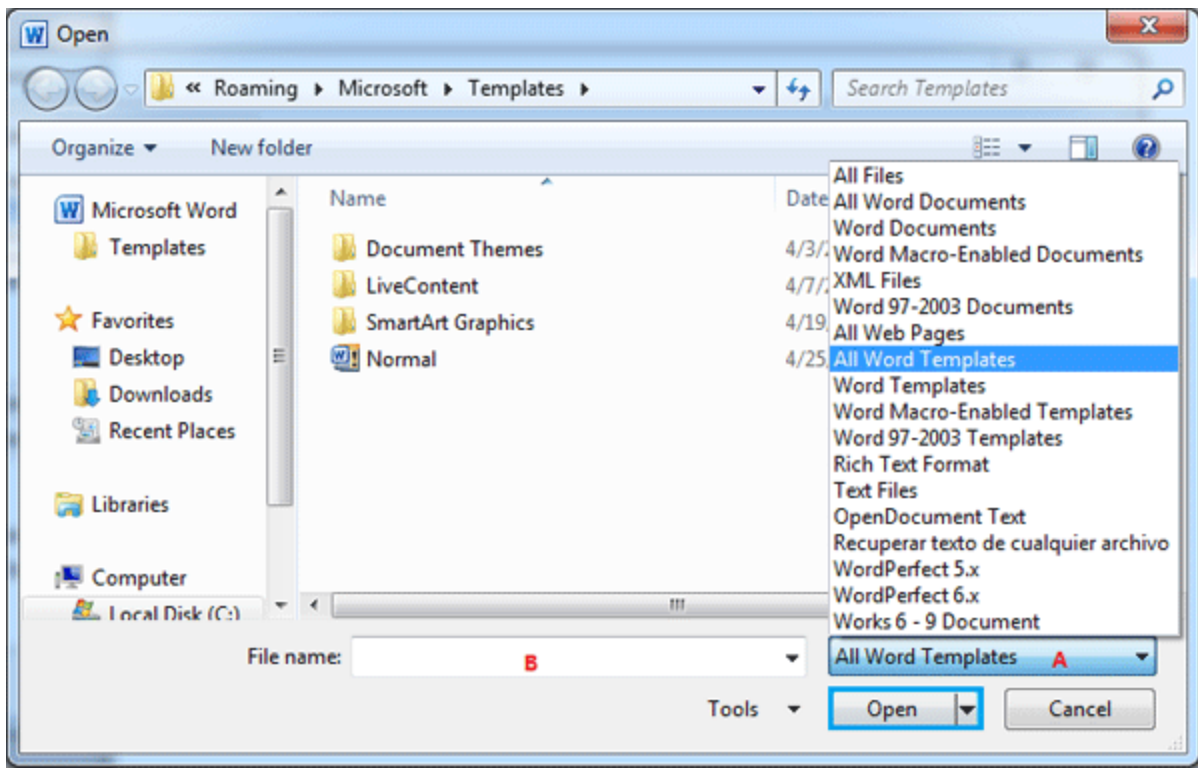 Open
« Roaming Microsoft Templates
Search Templates
Organize New folder
Name
Date
Microsoft Word
Templates
Favorites
Desktop
Downloads
Recent Places
Libraries
Computer
Local Disk (C:)
Document Themes 4/3/
LiveContent 4/7/
SmartArt Graphics 4/19
Normal 4/25
All Files
All Word Documents
Word Documents
Word Macro-Enabled Documents
XML Files
Word 97-2003 Documents
All Web Pages
All Word Templates
Word Templates
Word Macro-Enabled Templates
Word 97-2003 Templates
Rich Text Format
Text Files
OpenDocument Text
Recuperar texto de cualquier archivo
WordPerfect 5.x
WordPerfect 6.x
Works 6 - 9 Document
File name: B All Word Templates A
Tools Open Cancel